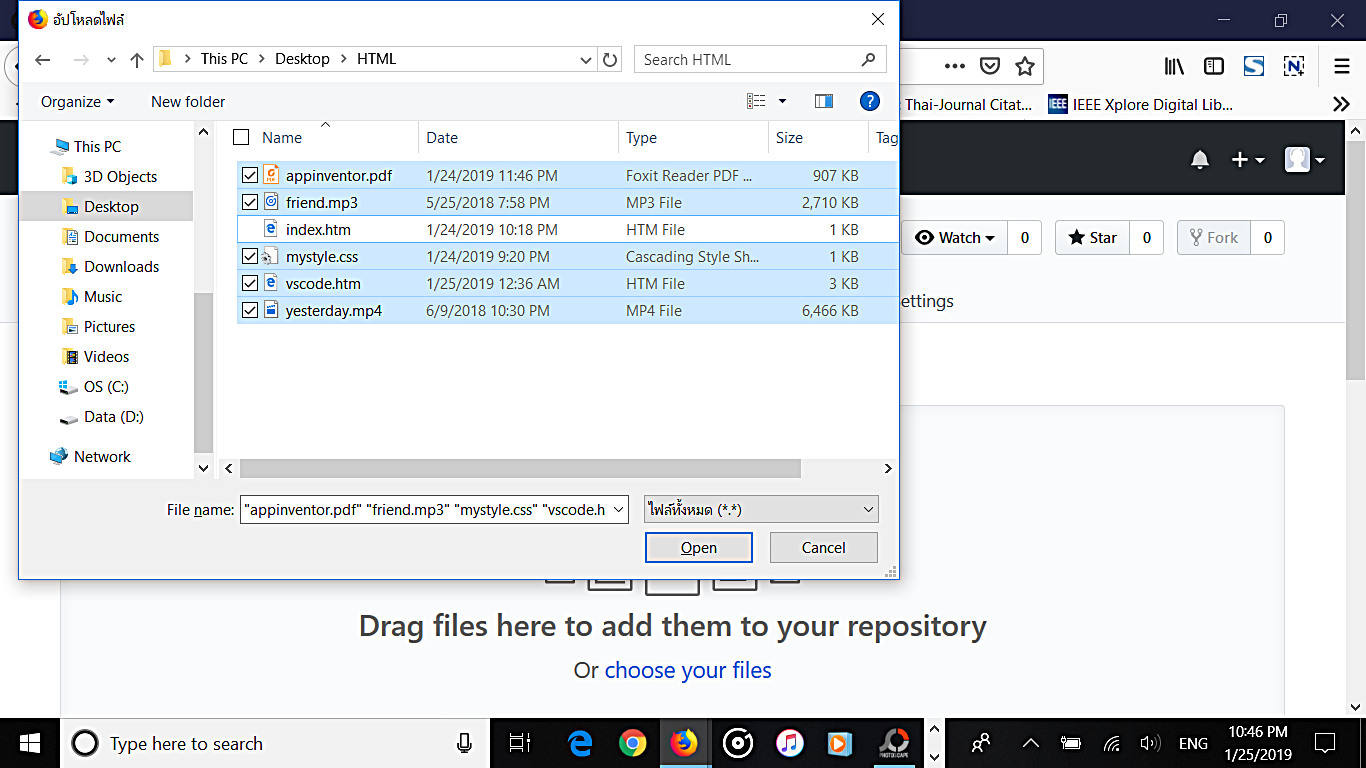 อัปโหลดไฟล์
This PC
Desktop
HTML
Search HTML
Organize
New folder
Name
Date
Type
Size
Tag
This PC
3D Objects
Desktop
Documents
Downloads
Music
Pictures
Videos
OS (C:)
Data (D:)
Network
appinventor.pdf 1/24/2019 11:46 PM Foxit Reader PDF ... 907 KB
friend.mp3 5/25/2018 7:58 PM MP3 File 2,710 KB
index.htm 1/24/2019 10:18 PM HTM File 1 KB
mystyle.css 1/24/2019 9:20 PM Cascading Style Sh... 1 KB
vscode.htm 1/25/2019 12:36 AM HTM File 3 KB
yesterday.mp4 6/9/2018 10:30 PM MP4 File 6,466 KB
File name: "appinventor.pdf" "friend.mp3" "mystyle.css" "vscode.h
ไฟล์ทั้งหมด (*.*)
Open
Cancel
Thai-Journal Citat...
IEEE
IEEE Xplore Digital Lib...
Watch
0
Star
0
Fork
0
ettings
Drag files here to add them to your repository
Or choose your files
Type here to search
ENG
10:46 PM
1/25/2019